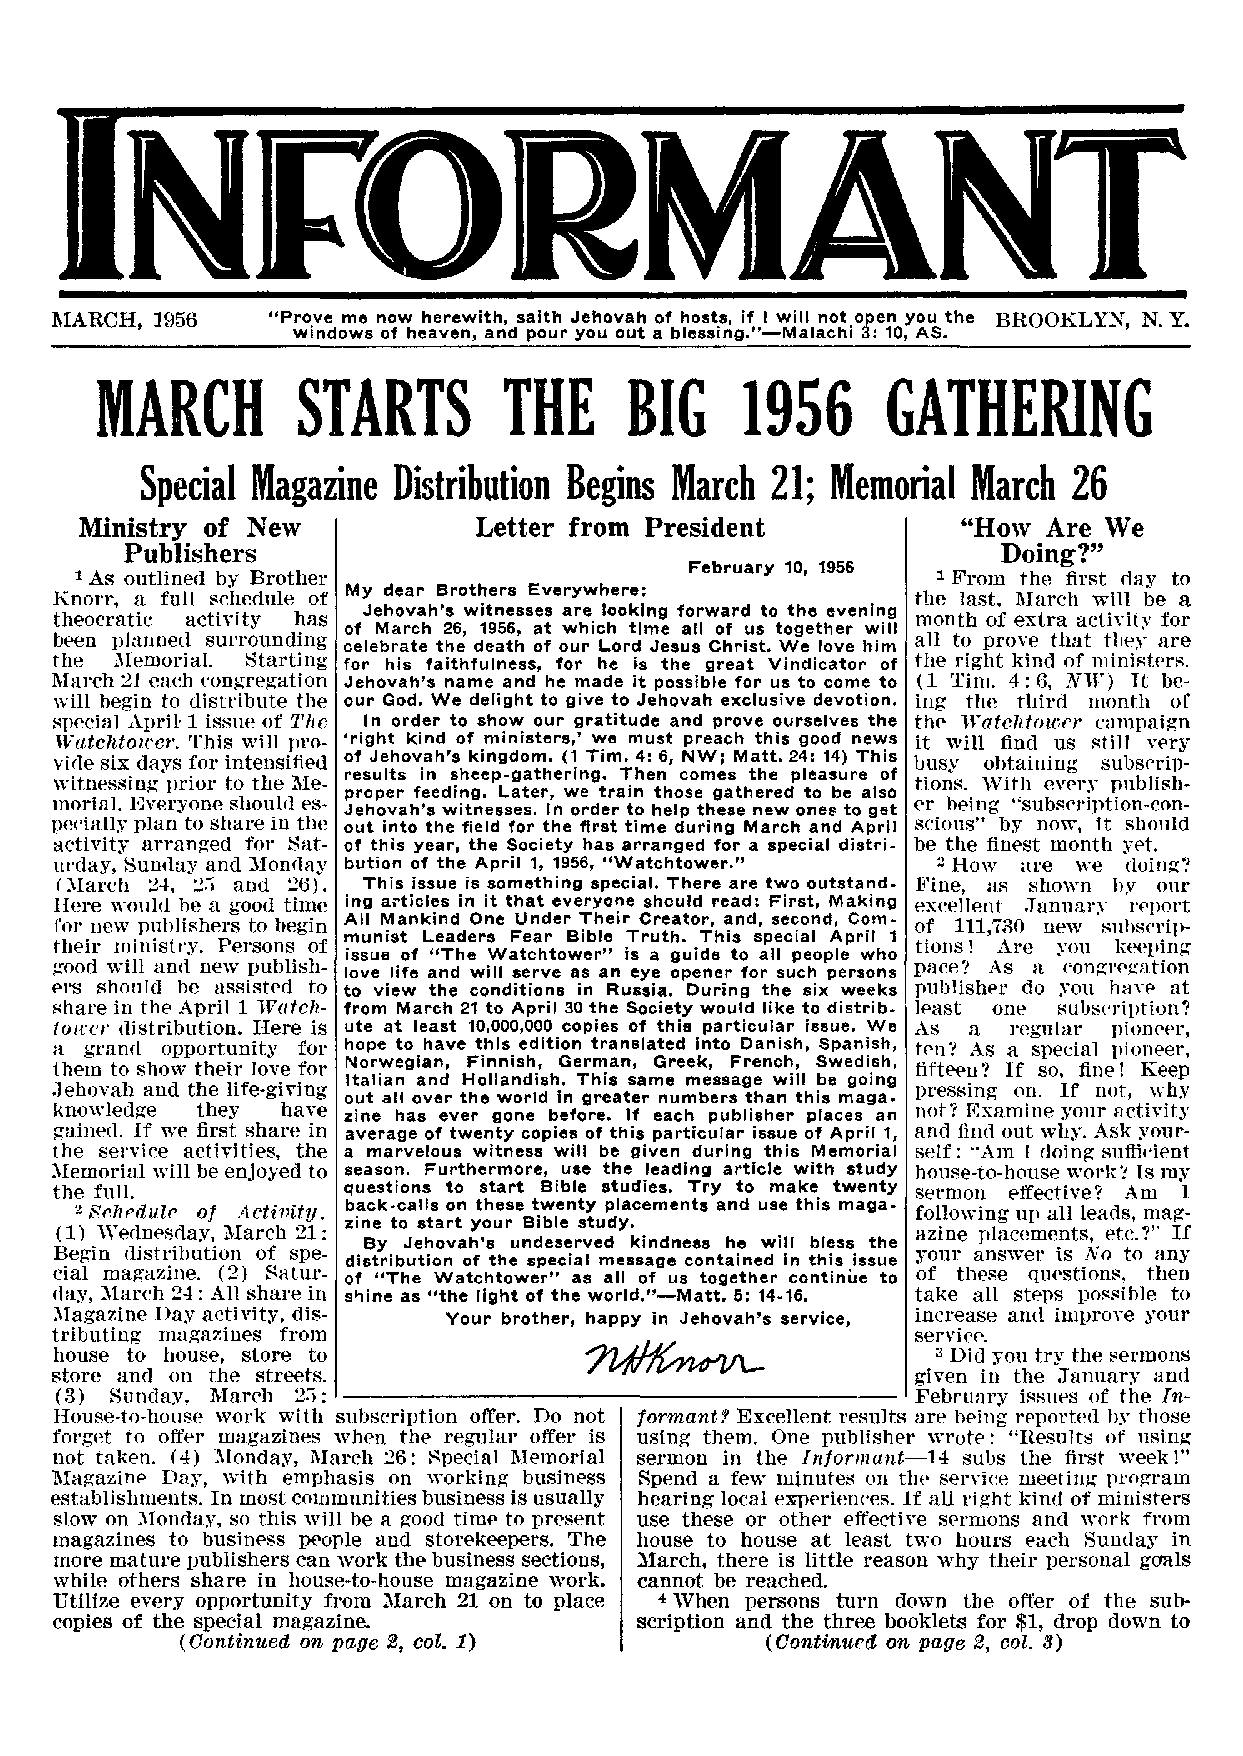 INFORMANT
MARCH, 1956
"Prove me now herewith, saith Jehovah of hosts, if I will not open you the
windows of heaven, and pour you out a blessing."—Malachi 3: 10, AS.
BROOKLYN, N. Y.
MARCH STARTS THE BIG 1956 GATHERING
Special Magazine Distribution Begins March 21; Memorial March 26
Ministry of New
Publishers
1 As outlined by Brother
Knorr, a full schedule of
theocratic activity has
been planned surrounding
the Memorial. Starting
March 21 each congregation
will begin to distribute the
special April 1 issue of The
Watchtower. This will pro-
vide six days for intensified
witnessing prior to the Me-
morial. Everyone should es-
pecially plan to share in the
activity arranged for Sat-
urday, Sunday and Monday
(March 24, 25 and 26).
Here would be a good time
for new publishers to begin
their ministry. Persons of
good will and new publish-
ers should be assisted to
share in the April 1 Watch-
tower distribution. Here is
a grand opportunity for
them to show their love for
Jehovah and the life-giving
knowledge they have
gained. If we first share in
the service activities, the
Memorial will be enjoyed to
the full.
2 Schedule of Activity.
(1) Wednesday, March 21:
Begin distribution of spe-
cial magazine. (2) Satur-
day, March 24: All share in
Magazine Day activity, dis-
tributing magazines from
house to house, store to
store and on the streets.
(3) Sunday, March 25:
House-to-house work with subscription offer. Do not
forget to offer magazines when the regular offer is
not taken. (4) Monday, March 26: Special Memorial
Magazine Day, with emphasis on working business
establishments. In most communities business is usually
slow on Monday, so this will be a good time to present
magazines to business people and storekeepers. The
more mature publishers can work the business sections,
while others share in house-to-house magazine work.
Utilize every opportunity from March 21 on to place
copies of the special magazine.
(Continued on page 2, col. 1)
Letter from President
February 10, 1956
My dear Brothers Everywhere:
Jehovah's witnesses are looking forward to the evening
of March 26, 1956, at which time all of us together will
celebrate the death of our Lord Jesus Christ. We love him
for his faithfulness, for he is the great Vindicator of
Jehovah's name and he made it possible for us to come to
our God. We delight to give to Jehovah exclusive devotion.
In order to show our gratitude and prove ourselves the
'right kind of ministers,' we must preach this good news
of Jehovah's kingdom. (1 Tim. 4: 6, NW; Matt. 24: 14) This
results in sheep-gathering. Then comes the pleasure of
proper feeding. Later, we train those gathered to be also
Jehovah's witnesses. In order to help these new ones to get
out into the field for the first time during March and April
of this year, the Society has arranged for a special distri-
bution of the April 1, 1956, "Watchtower."
This issue is something special. There are two outstand-
ing articles in it that everyone should read: First, Making
All Mankind One Under Their Creator, and, second, Com-
munist Leaders Fear Bible Truth. This special April 1
issue of "The Watchtower" is a guide to all people who
love life and will serve as an eye opener for such persons
to view the conditions in Russia. During the six weeks
from March 21 to April 30 the Society would like to distrib-
ute at least 10,000,000 copies of this particular issue. We
hope to have this edition translated into Danish, Spanish,
Norwegian, Finnish, German, Greek, French, Swedish,
Italian and Hollandish. This same message will be going
out all over the world in greater numbers than this maga-
zine has ever gone before. If each publisher places an
average of twenty copies of this particular issue of April 1,
a marvelous witness will be given during this Memorial
season. Furthermore, use the leading article with study
questions to start Bible studies. Try to make twenty
back-calls on these twenty placements and use this maga-
zine to start your Bible study.
By Jehovah's undeserved kindness he will bless the
distribution of the special message contained in this issue
of "The Watchtower" as all of us together continue to
shine as "the light of the world."—Matt. 5: 14-16.
Your brother, happy in Jehovah's service,
NHKnorr
"How Are We
Doing?"
1 From the first day to
the last, March will be a
month of extra activity for
all to prove that they are
the right kind of ministers.
(1 Tim. 4:6, NW) It be-
ing the third month of
the Watchtower campaign
it will find us still very
busy obtaining subscrip-
tions. With every publish-
er being "subscription-con-
scious" by now, it should
be the finest month yet.
2 How are we doing?
Fine, as shown by our
excellent January report
of 111,730 new subscrip-
tions! Are you keeping
pace? As a congregation
publisher do you have at
least one subscription?
As a regular pioneer,
ten? As a special pioneer,
fifteen? If so, fine! Keep
pressing on. If not, why
not? Examine your activity
and find out why. Ask your-
self: "Am I doing sufficient
house-to-house work? Is my
sermon effective? Am I
following up all leads, mag-
azine placements, etc.?" If
your answer is No to any
of these questions, then
take all steps possible to
increase and improve your
service.
3 Did you try the sermons
given in the January and
February issues of the In-
formant? Excellent results are being reported by those
using them. One publisher wrote: "Results of using
sermon in the Informant—14 subs the first week!"
Spend a few minutes on the service meeting program
hearing local experiences. If all right kind of ministers
use these or other effective sermons and work from
house to house at least two hours each Sunday in
March, there is little reason why their personal goals
cannot be reached.
4 When persons turn down the offer of the sub-
scription and the three booklets for $1, drop down to
(Continued on page 2, col. 3)